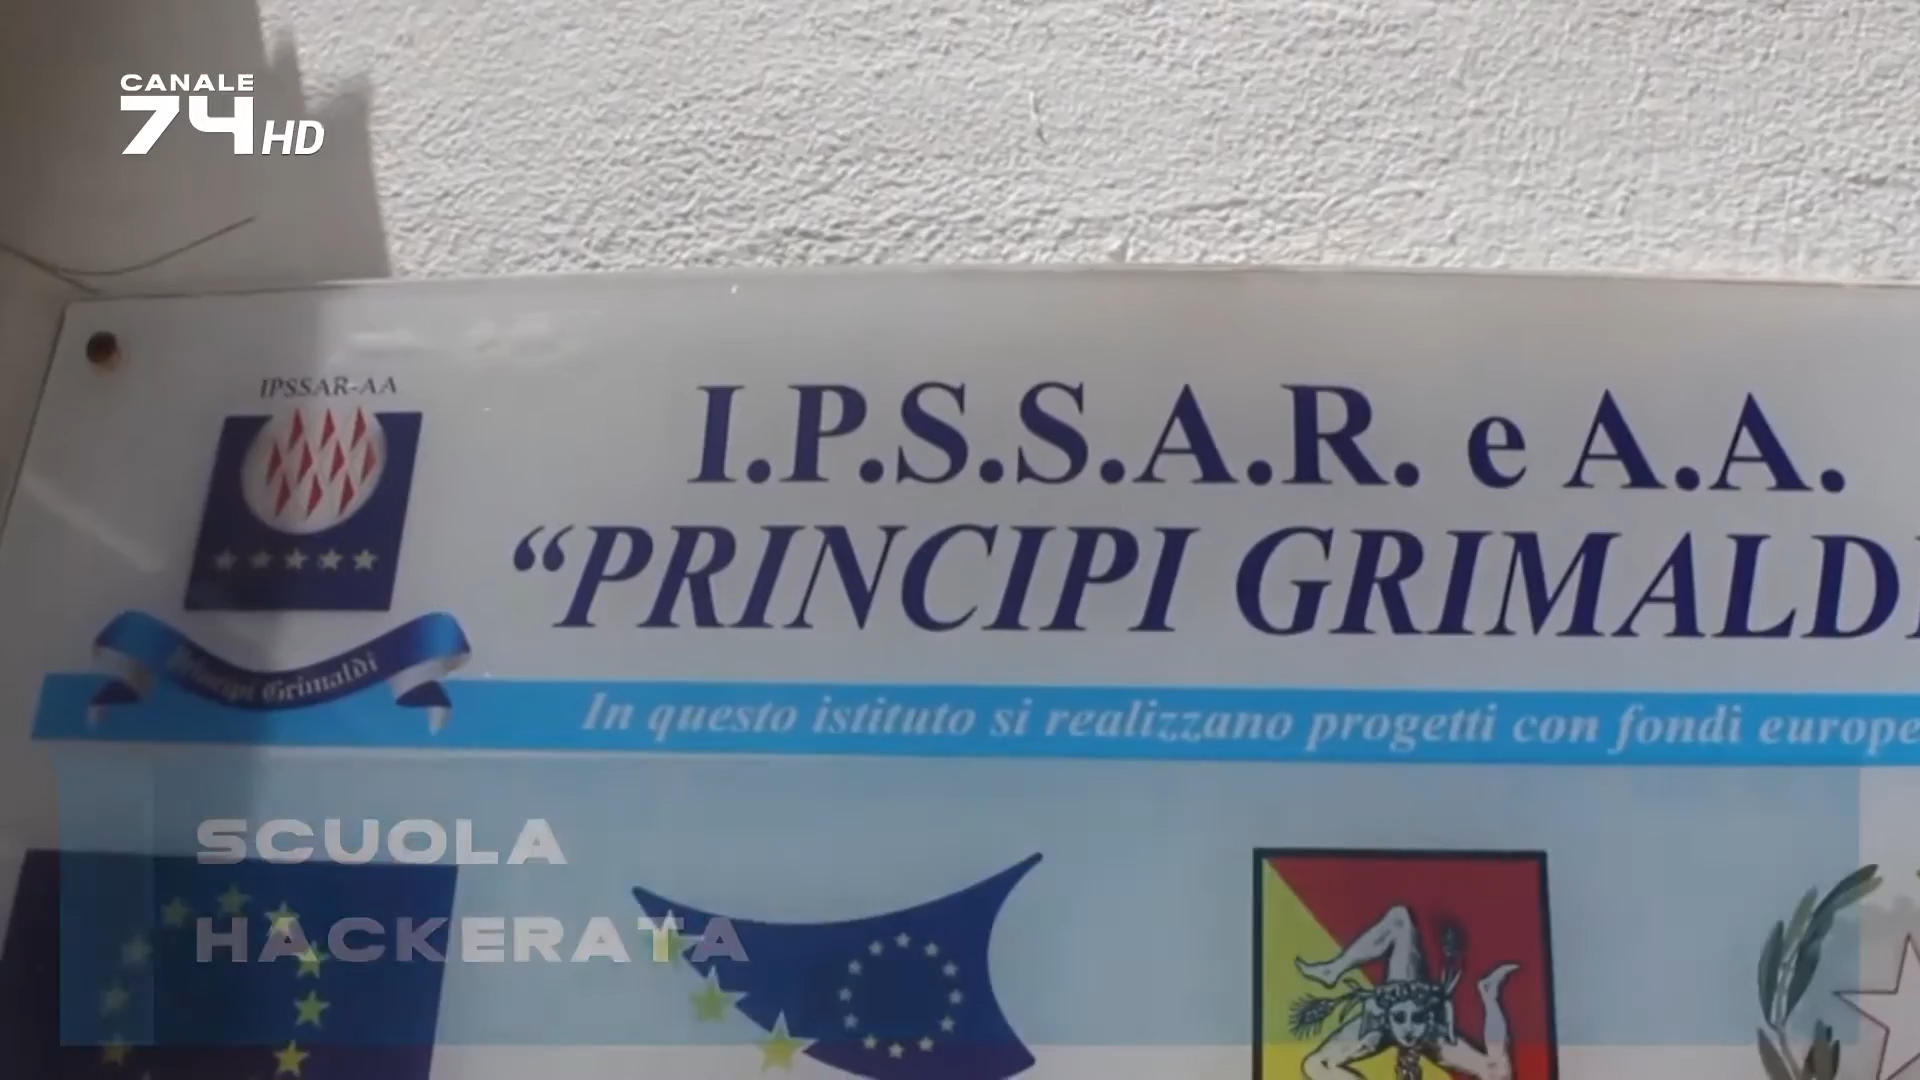 CANALE
74 HD
IPSSAR-AA
I.P.S.S.A.R. e A.A.
“PRINCIPI GRIMALDI
Principi Grimaldi
In questo istituto si realizzano progetti con fondi europe
SCUOLA
HACKERATA